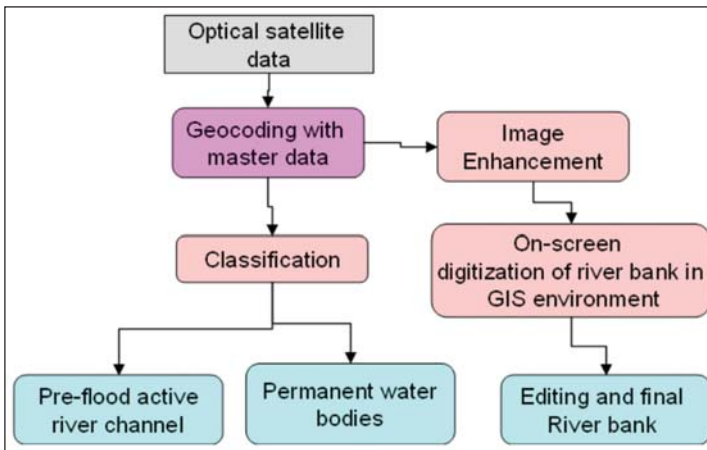 Optical satellite
data
Geocoding with
master data
Image
Enhancement
Classification
On-screen
digitization of river bank in
GIS environment
Pre-flood active
river channel
Permanent water
bodies
Editing and final
River bank